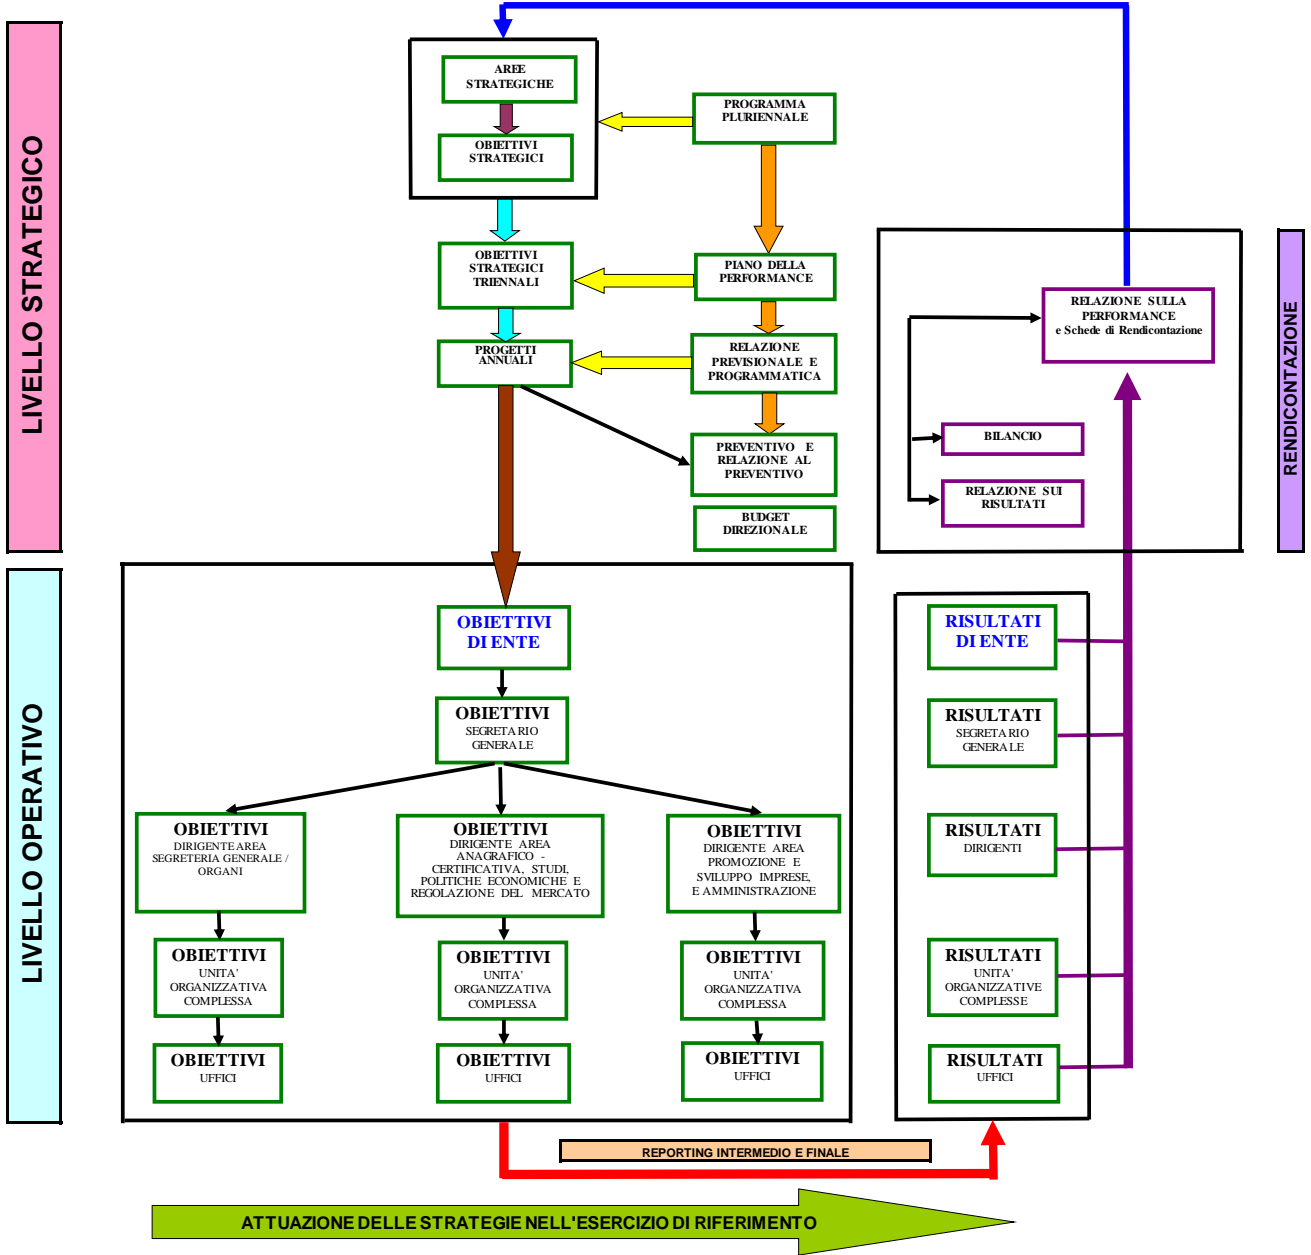 LIVELLO STRATEGICO
AREE
STRATEGICHE
OBIETTIVI
STRATEGICI
PROGRAMMA
PLURIENNALE
OBIETTIVI
STRATEGICI
TRIENNALI
PIANO DELLA
PERFORMANCE
PROGETTI
ANNUALI
RELAZIONE
PREVISIONALE E
PROGRAMMATICA
PREVENTIVO E
RELAZIONE AL
PREVENTIVO
BUDGET
DIREZIONALE
RELAZIONE SULLA
PERFORMANCE
e Schede di Rendicontazione
BILANCIO
RELAZIONE SUI
RISULTATI
RENDICONTAZIONE
LIVELLO OPERATIVO
OBIETTIVI
DI ENTE
OBIETTIVI
SEGRETARIO
GENERALE
OBIETTIVI
DIRIGENTE AREA
SEGRETERIA GENERALE /
ORGANI
OBIETTIVI
DIRIGENTE AREA
ANAGRAFICO -
CERTIFICATIVA, STUDI,
POLITICHE ECONOMICHE E
REGOLAZIONE DEL MERCATO
OBIETTIVI
DIRIGENTE AREA
PROMOZIONE E
SVILUPPO IMPRESE,
E AMMINISTRAZIONE
OBIETTIVI
UNITA'
ORGANIZZATIVA
COMPLESSA
OBIETTIVI
UNITA'
ORGANIZZATIVA
COMPLESSA
OBIETTIVI
UNITA'
ORGANIZZATIVA
COMPLESSA
OBIETTIVI
UFFICI
OBIETTIVI
UFFICI
OBIETTIVI
UFFICI
RISULTATI
DI ENTE
RISULTATI
SEGRETARIO
GENERALE
RISULTATI
DIRIGENTI
RISULTATI
UNITA'
ORGANIZZATIVE
COMPLESSE
RISULTATI
UFFICI
REPORTING INTERMEDIO E FINALE
ATTUAZIONE DELLE STRATEGIE NELL'ESERCIZIO DI RIFERIMENTO